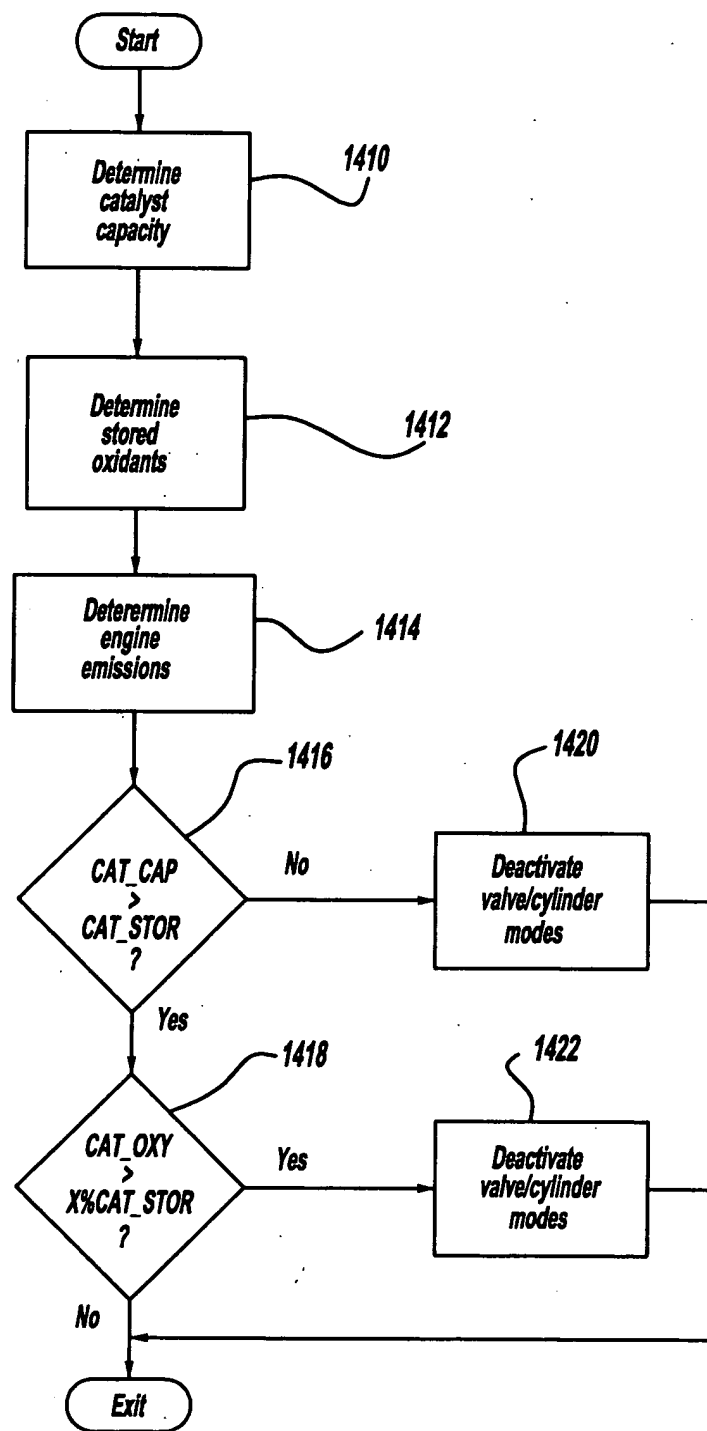 Start
Determine
catalyst
capacity
1410
Determine
stored
oxidants
1412
Deterermine
engine
emissions
1414
1416
CAT_CAP
>
CAT_STOR
?
No
1420
Deactivate
valve/cylinder
modes
Yes
1418
CAT_OXY
>
X%CAT_STOR
?
Yes
1422
Deactivate
valve/cylinder
modes
No
Exit